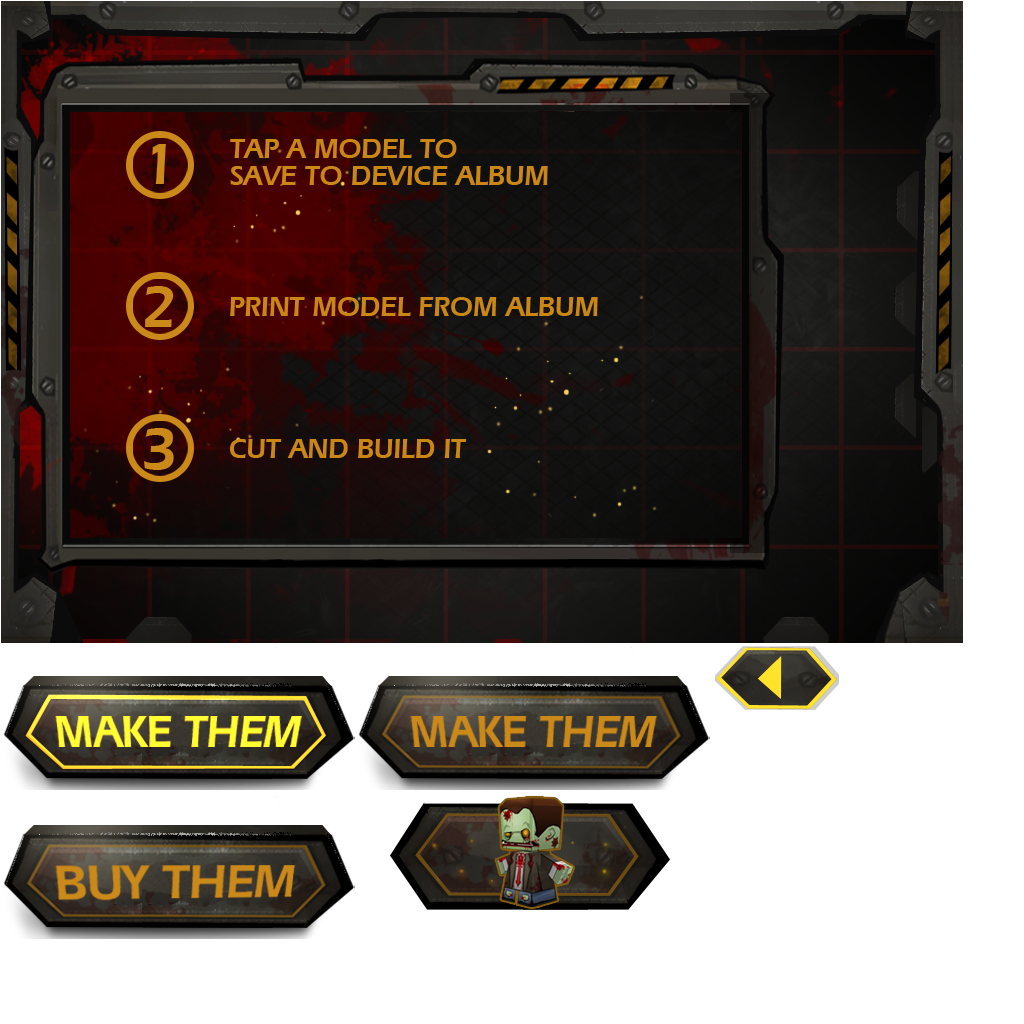 1
TAP A MODEL TO
SAVE TO DEVICE ALBUM
2
PRINT MODEL FROM ALBUM
3
CUT AND BUILD IT
MAKE THEM
MAKE THEM
BUY THEM